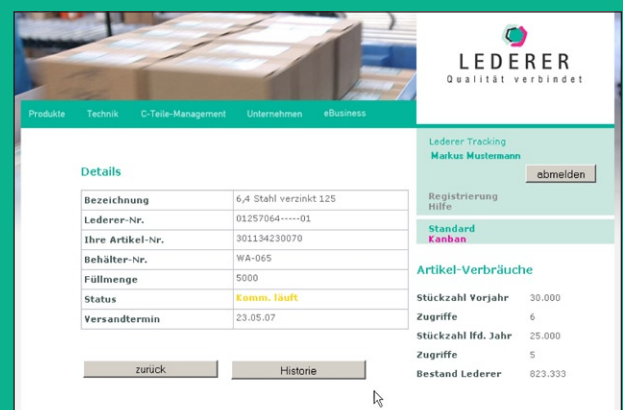 LEDERER
Qualität verbindet
Produkte Technik C-Teile-Management Unternehmen eBusiness
Details
Bezeichnung 6,4 Stahl verzinkt 125
Lederer-Nr. 01257064-----01
Ihre Artikel-Nr. 301134230070
Behälter-Nr. WA-065
Füllmenge 5000
Status Komm. läuft
Versandtermin 23.05.07
zurück Historie
Lederer Tracking
Markus Mustermann
abmelden
Registrierung
Hilfe
Standard
Kanban
Artikel-Verbräuche
Stückzahl Vorjahr 30.000
Zugriffe 6
Stückzahl lfd. Jahr 25.000
Zugriffe 5
Bestand Lederer 823.333